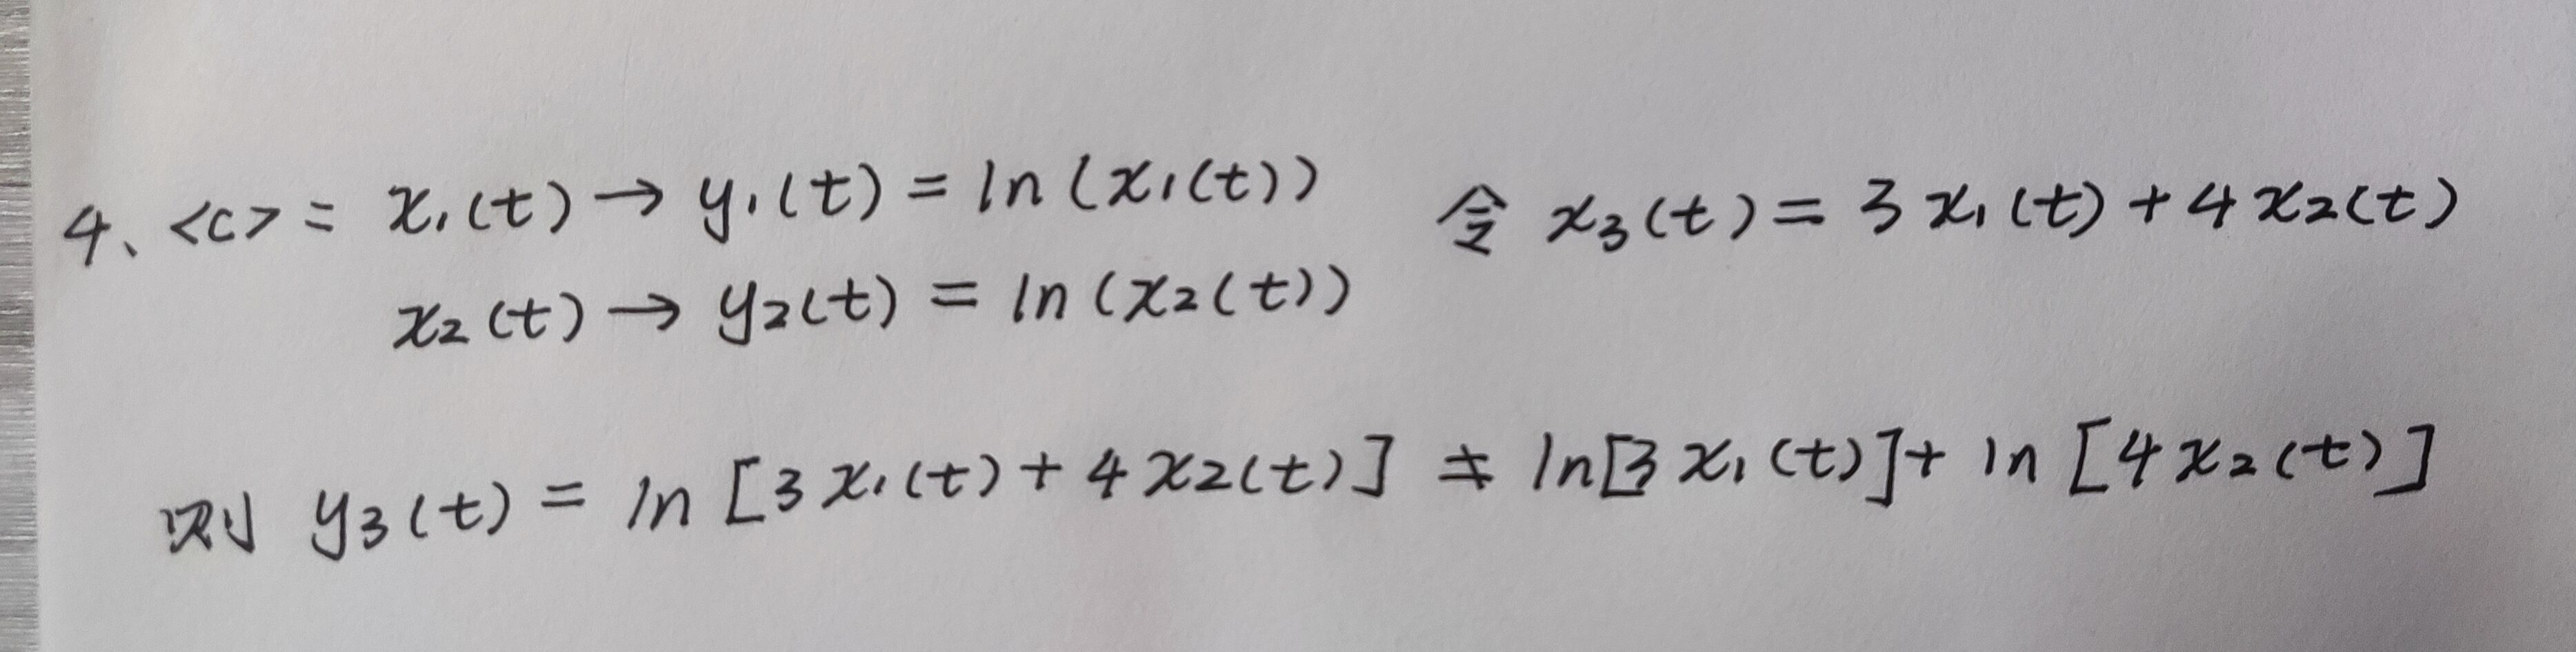 4、<c> = x₁(t) → y₁(t) = ln(x₁(t)) 令 x₃(t) = 3x₁(t) + 4x₂(t)
x₂(t) → y₂(t) = ln(x₂(t))
则 y₃(t) = ln[3x₁(t) + 4x₂(t)] ≠ ln[3x₁(t)] + ln[4x₂(t)]